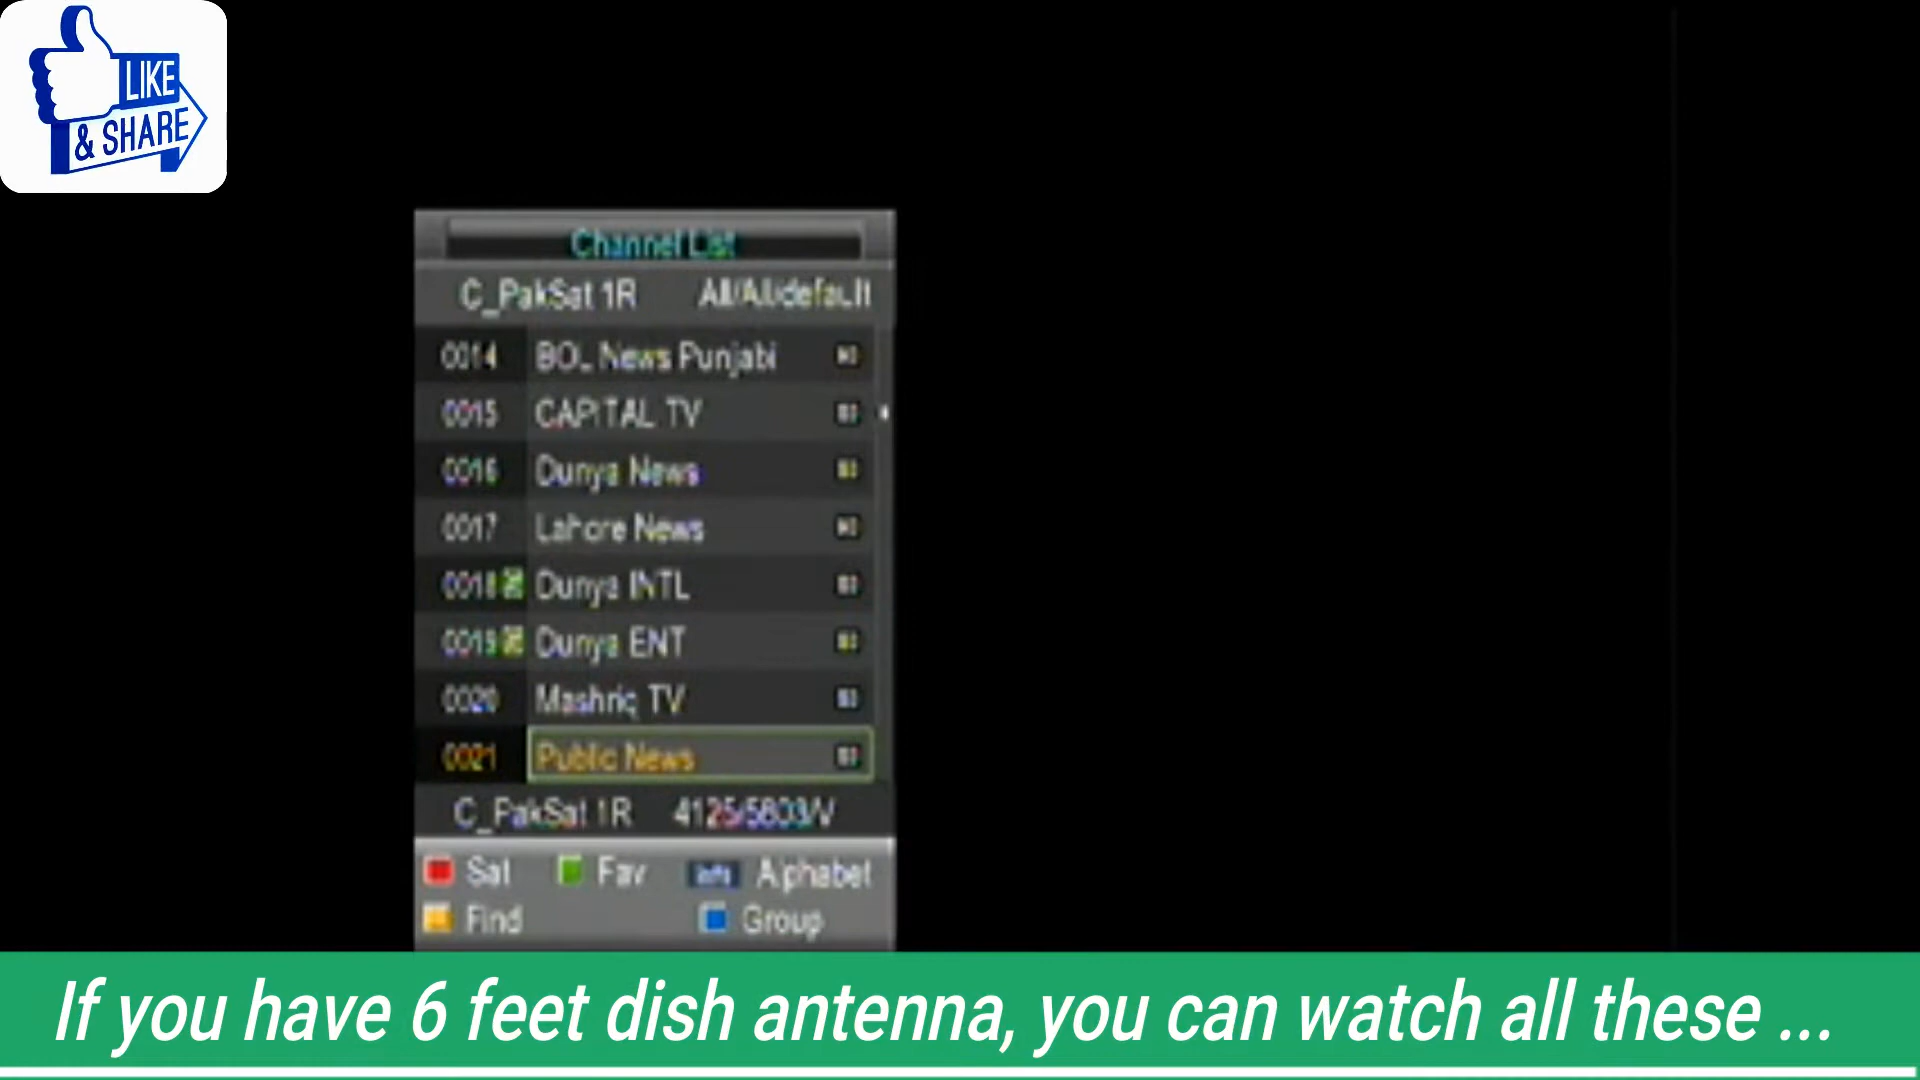 LIKE
& SHARE
Channel List
C_PakSat 1R All/All/default
0014 BOL News Punjabi
0015 CAPITAL TV
0016 Dunya News
0017 Lahore News
0018 Dunya INTL
0019 Dunya ENT
0020 Mashriq TV
0021 Public News
C_PakSat 1R 4125/5803/V
Sat Fav Info Alphabet
Find Group
If you have 6 feet dish antenna, you can watch all these ...